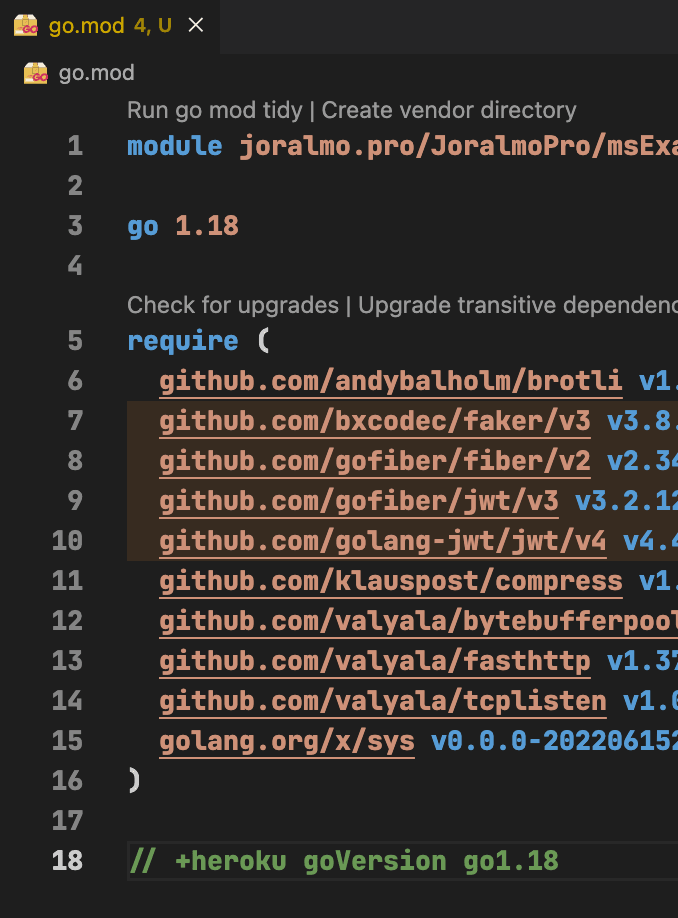 go.mod 4, U
go.mod
Run go mod tidy | Create vendor directory
1 module joralmo.pro/JoralmoPro/msExa
2
3 go 1.18
4
Check for upgrades | Upgrade transitive dependenc
5 require (
6 github.com/andybalholm/brotli v1.
7 github.com/bxcodec/faker/v3 v3.8.
8 github.com/gofiber/fiber/v2 v2.34
9 github.com/gofiber/jwt/v3 v3.2.12
10 github.com/golang-jwt/jwt/v4 v4.4
11 github.com/klauspost/compress v1.
12 github.com/valyala/bytebufferpool
13 github.com/valyala/fasthttp v1.37
14 github.com/valyala/tcplisten v1.0
15 golang.org/x/sys v0.0.0-202206152
16 )
17
18 // +heroku goVersion go1.18